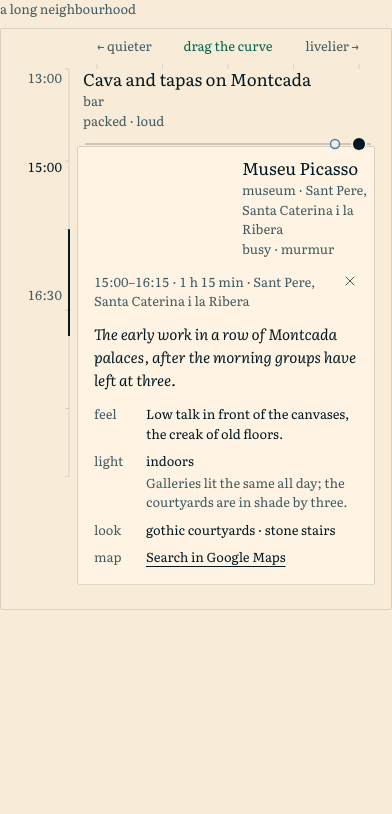 a long neighbourhood
← quieter drag the curve livelier →
13:00 Cava and tapas on Montcada
bar
packed · loud
15:00 Museu Picasso
museum · Sant Pere,
Santa Caterina i la
Ribera
busy · murmur
15:00–16:15 · 1 h 15 min · Sant Pere,
Santa Caterina i la Ribera
16:30
The early work in a row of Montcada
palaces, after the morning groups have
left at three.
feel Low talk in front of the canvases,
the creak of old floors.
light indoors
Galleries lit the same all day; the
courtyards are in shade by three.
look gothic courtyards · stone stairs
map Search in Google Maps